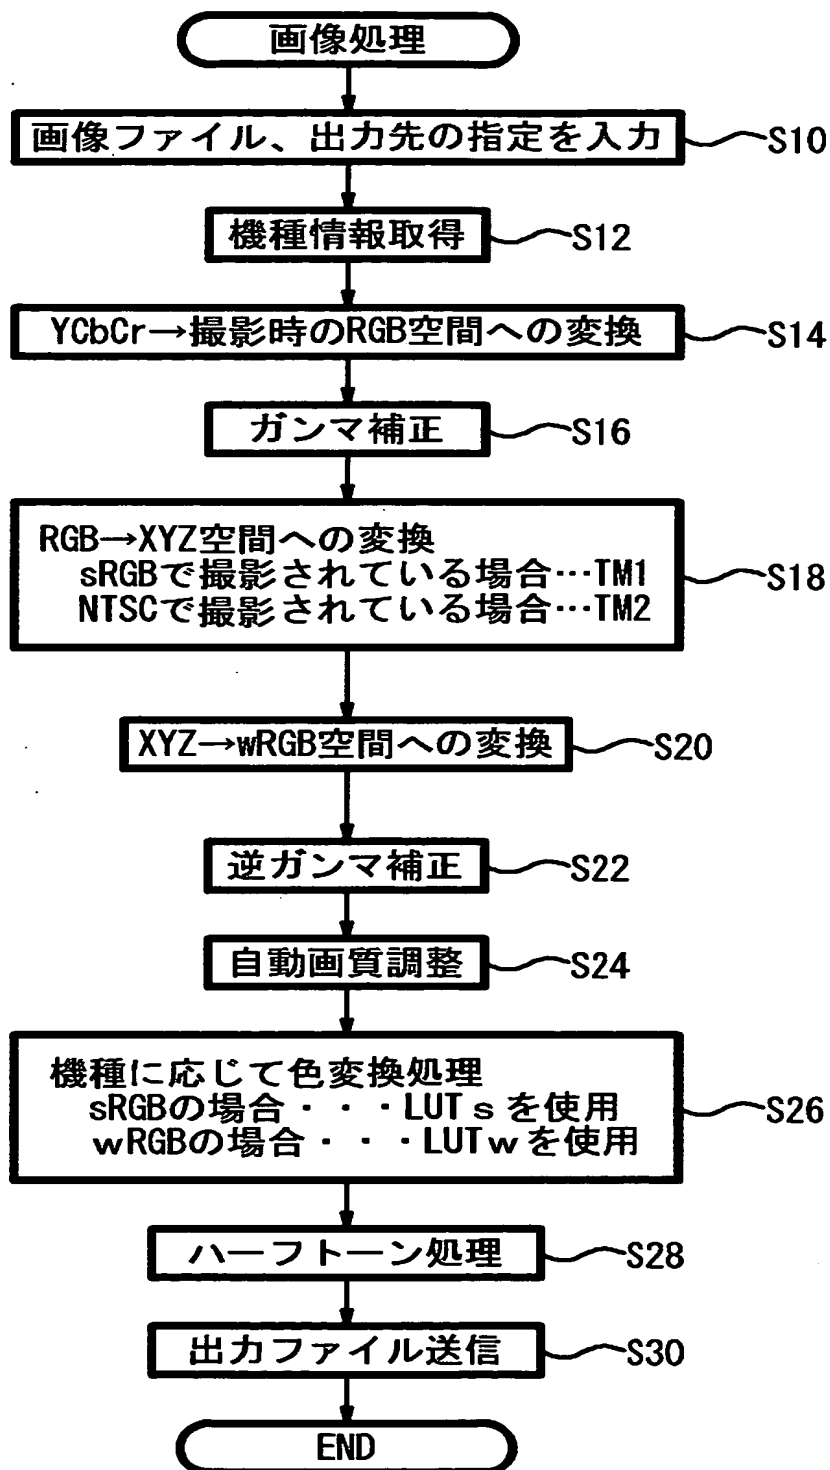 画像処理
画像ファイル、出力先の指定を入力
S10
機種情報取得
S12
YCbCr→撮影時のRGB空間への変換
S14
ガンマ補正
S16
RGB→XYZ空間への変換
sRGBで撮影されている場合…TM1
NTSCで撮影されている場合…TM2
S18
XYZ→wRGB空間への変換
S20
逆ガンマ補正
S22
自動画質調整
S24
機種に応じて色変換処理
sRGBの場合・・・LUTｓを使用
wRGBの場合・・・LUTｗを使用
S26
ハーフトーン処理
S28
出力ファイル送信
S30
END